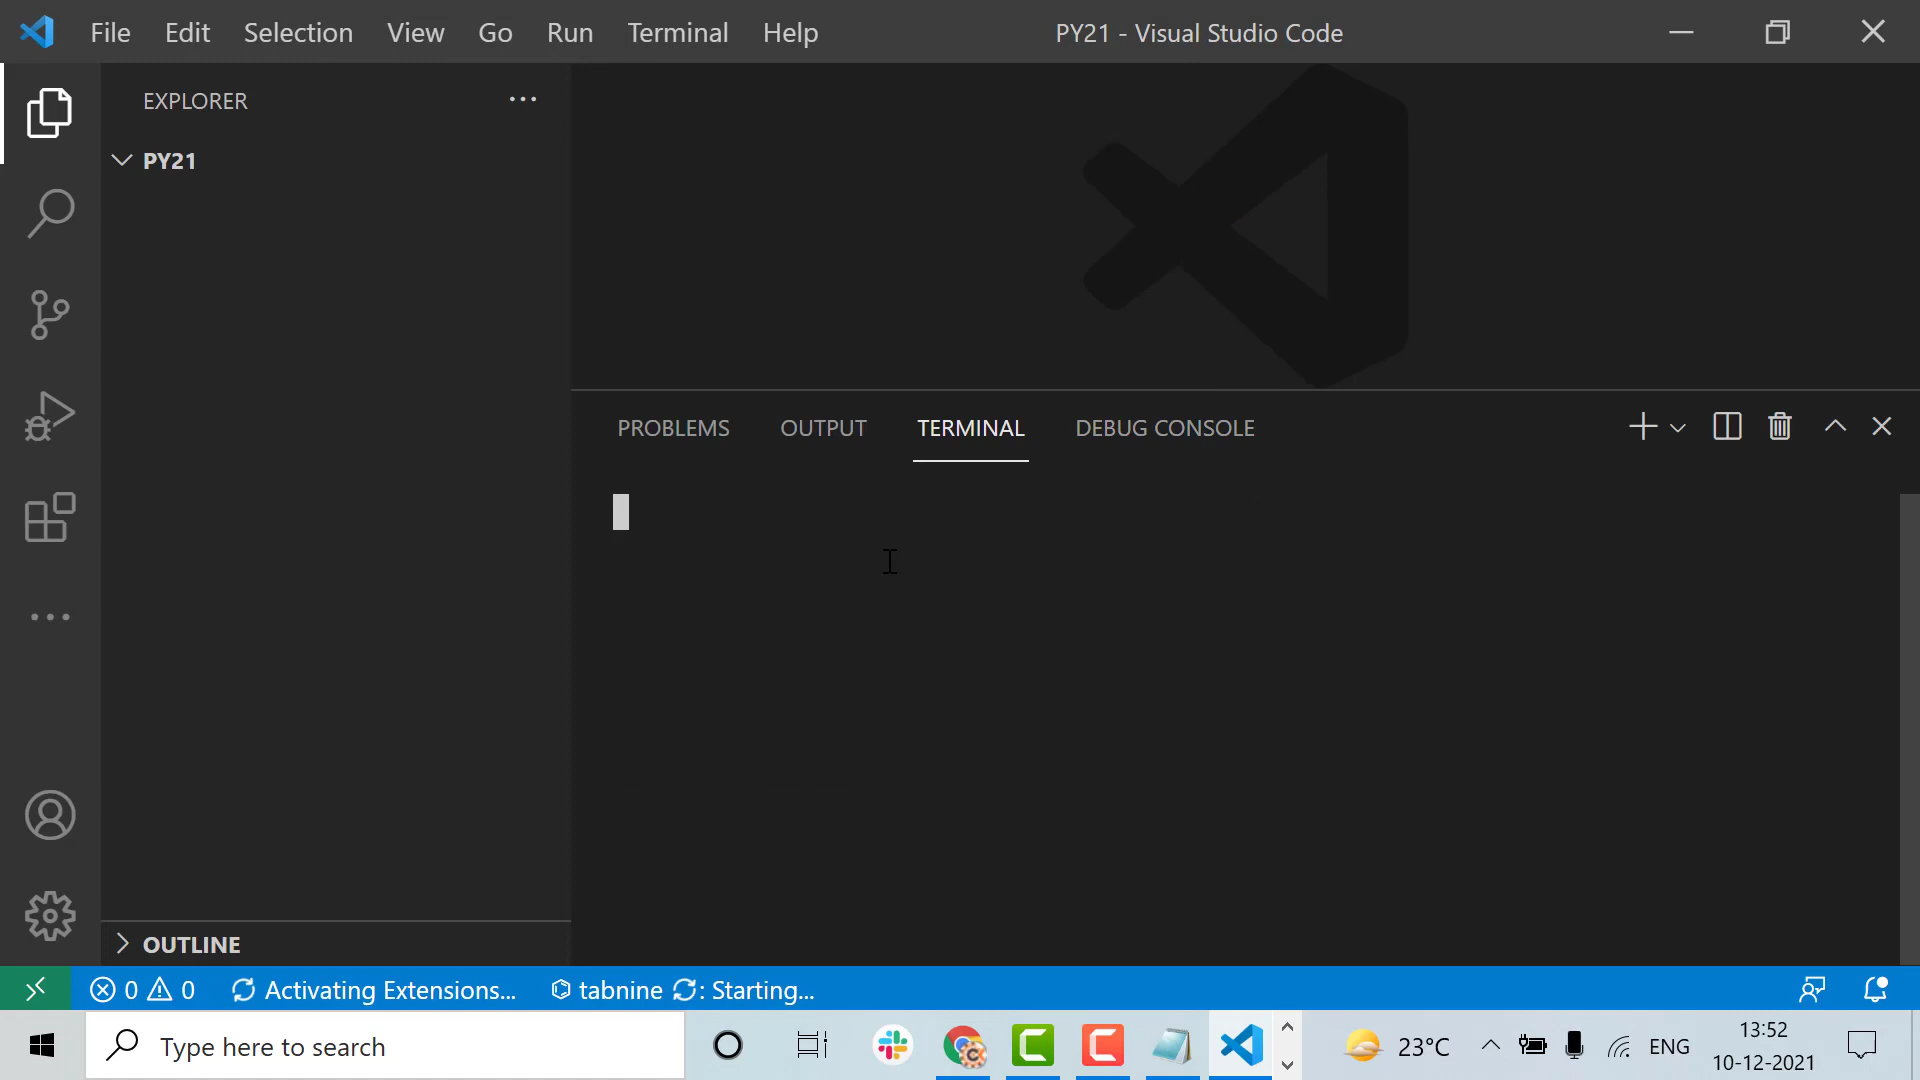 File Edit Selection View Go Run Terminal Help PY21 - Visual Studio Code
EXPLORER
PY21
PROBLEMS OUTPUT TERMINAL DEBUG CONSOLE
OUTLINE
0 0 Activating Extensions... tabnine : Starting...
Type here to search
23°C ENG
13:52
10-12-2021